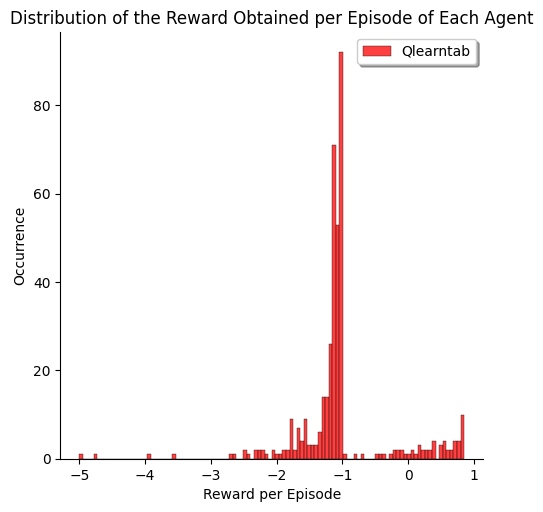 Distribution of the Reward Obtained per Episode of Each Agent
Qlearntab
80
60
40
20
0
Occurrence
−5 −4 −3 −2 −1 0 1
Reward per Episode